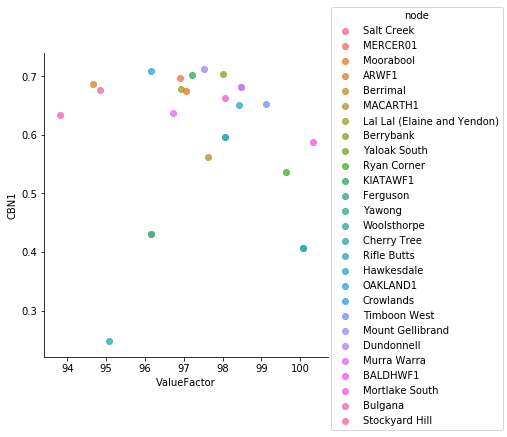 node
Salt Creek
MERCER01
Moorabool
ARWF1
Berrimal
MACARTH1
Lal Lal (Elaine and Yendon)
Berrybank
Yaloak South
Ryan Corner
KIATAWF1
Ferguson
Yawong
Woolsthorpe
Cherry Tree
Rifle Butts
Hawkesdale
OAKLAND1
Crowlands
Timboon West
Mount Gellibrand
Dundonnell
Murra Warra
BALDHWF1
Mortlake South
Bulgana
Stockyard Hill
0.7
0.6
0.5
0.4
0.3
CBN1
94 95 96 97 98 99 100
ValueFactor